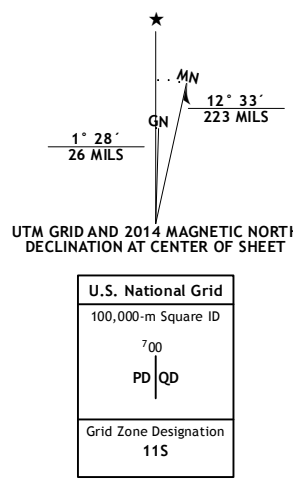 ★
MN
GN
12° 33´
223 MILS
1° 28´
26 MILS
UTM GRID AND 2014 MAGNETIC NORTH
DECLINATION AT CENTER OF SHEET
U.S. National Grid
100,000-m Square ID
⁷00
PD QD
Grid Zone Designation
11S